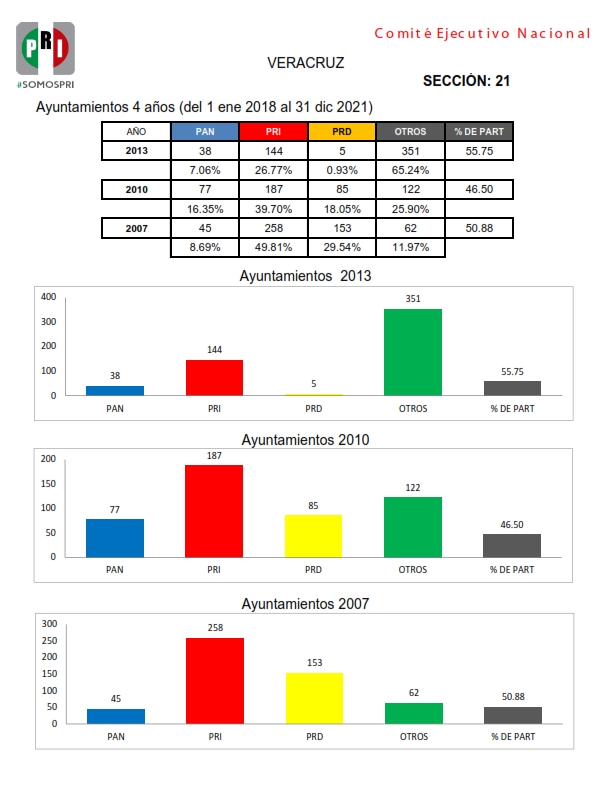 Comité Ejecutivo Nacional
PRI
#SOMOSPRI
VERACRUZ
SECCIÓN: 21
Ayuntamientos 4 años (del 1 ene 2018 al 31 dic 2021)
AÑO PAN PRI PRD OTROS % DE PART
2013 38 144 5 351 55.75
7.06% 26.77% 0.93% 65.24%
2010 77 187 85 122 46.50
16.35% 39.70% 18.05% 25.90%
2007 45 258 153 62 50.88
8.69% 49.81% 29.54% 11.97%
Ayuntamientos 2013
400
300
200
100
0
38 144 5 351 55.75
PAN PRI PRD OTROS % DE PART
Ayuntamientos 2010
200
150
100
50
0
77 187 85 122 46.50
PAN PRI PRD OTROS % DE PART
Ayuntamientos 2007
300
250
200
150
100
50
0
45 258 153 62 50.88
PAN PRI PRD OTROS % DE PART